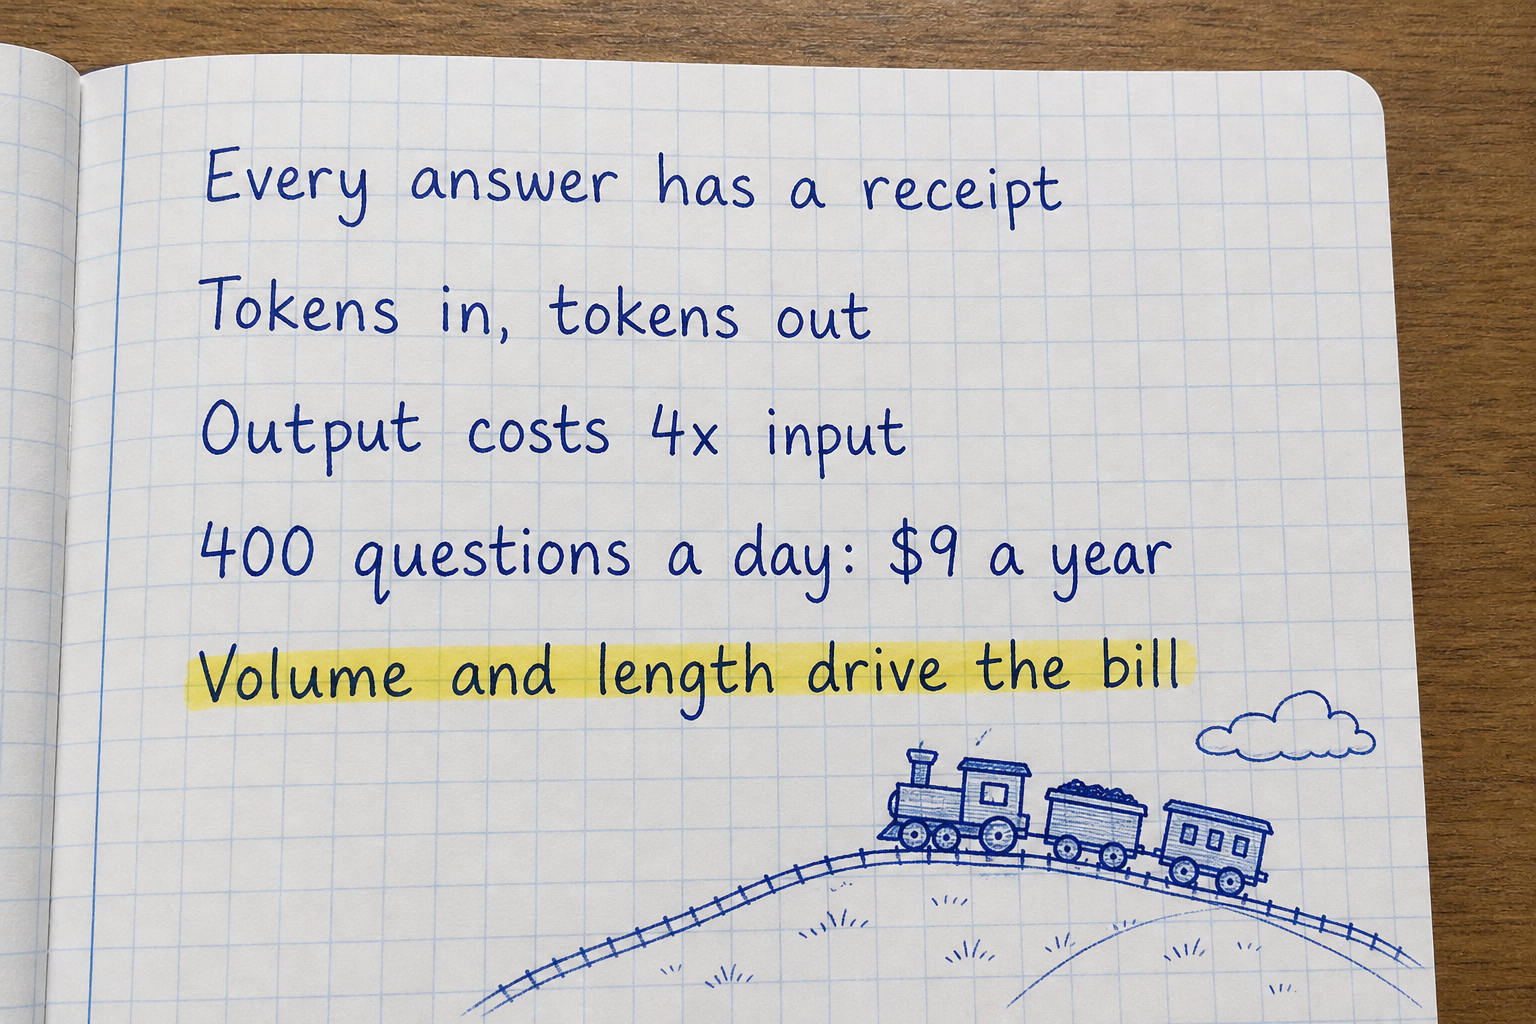 Every answer has a receipt
Tokens in, tokens out
Output costs 4x input
400 questions a day: $9 a year
Volume and length drive the bill